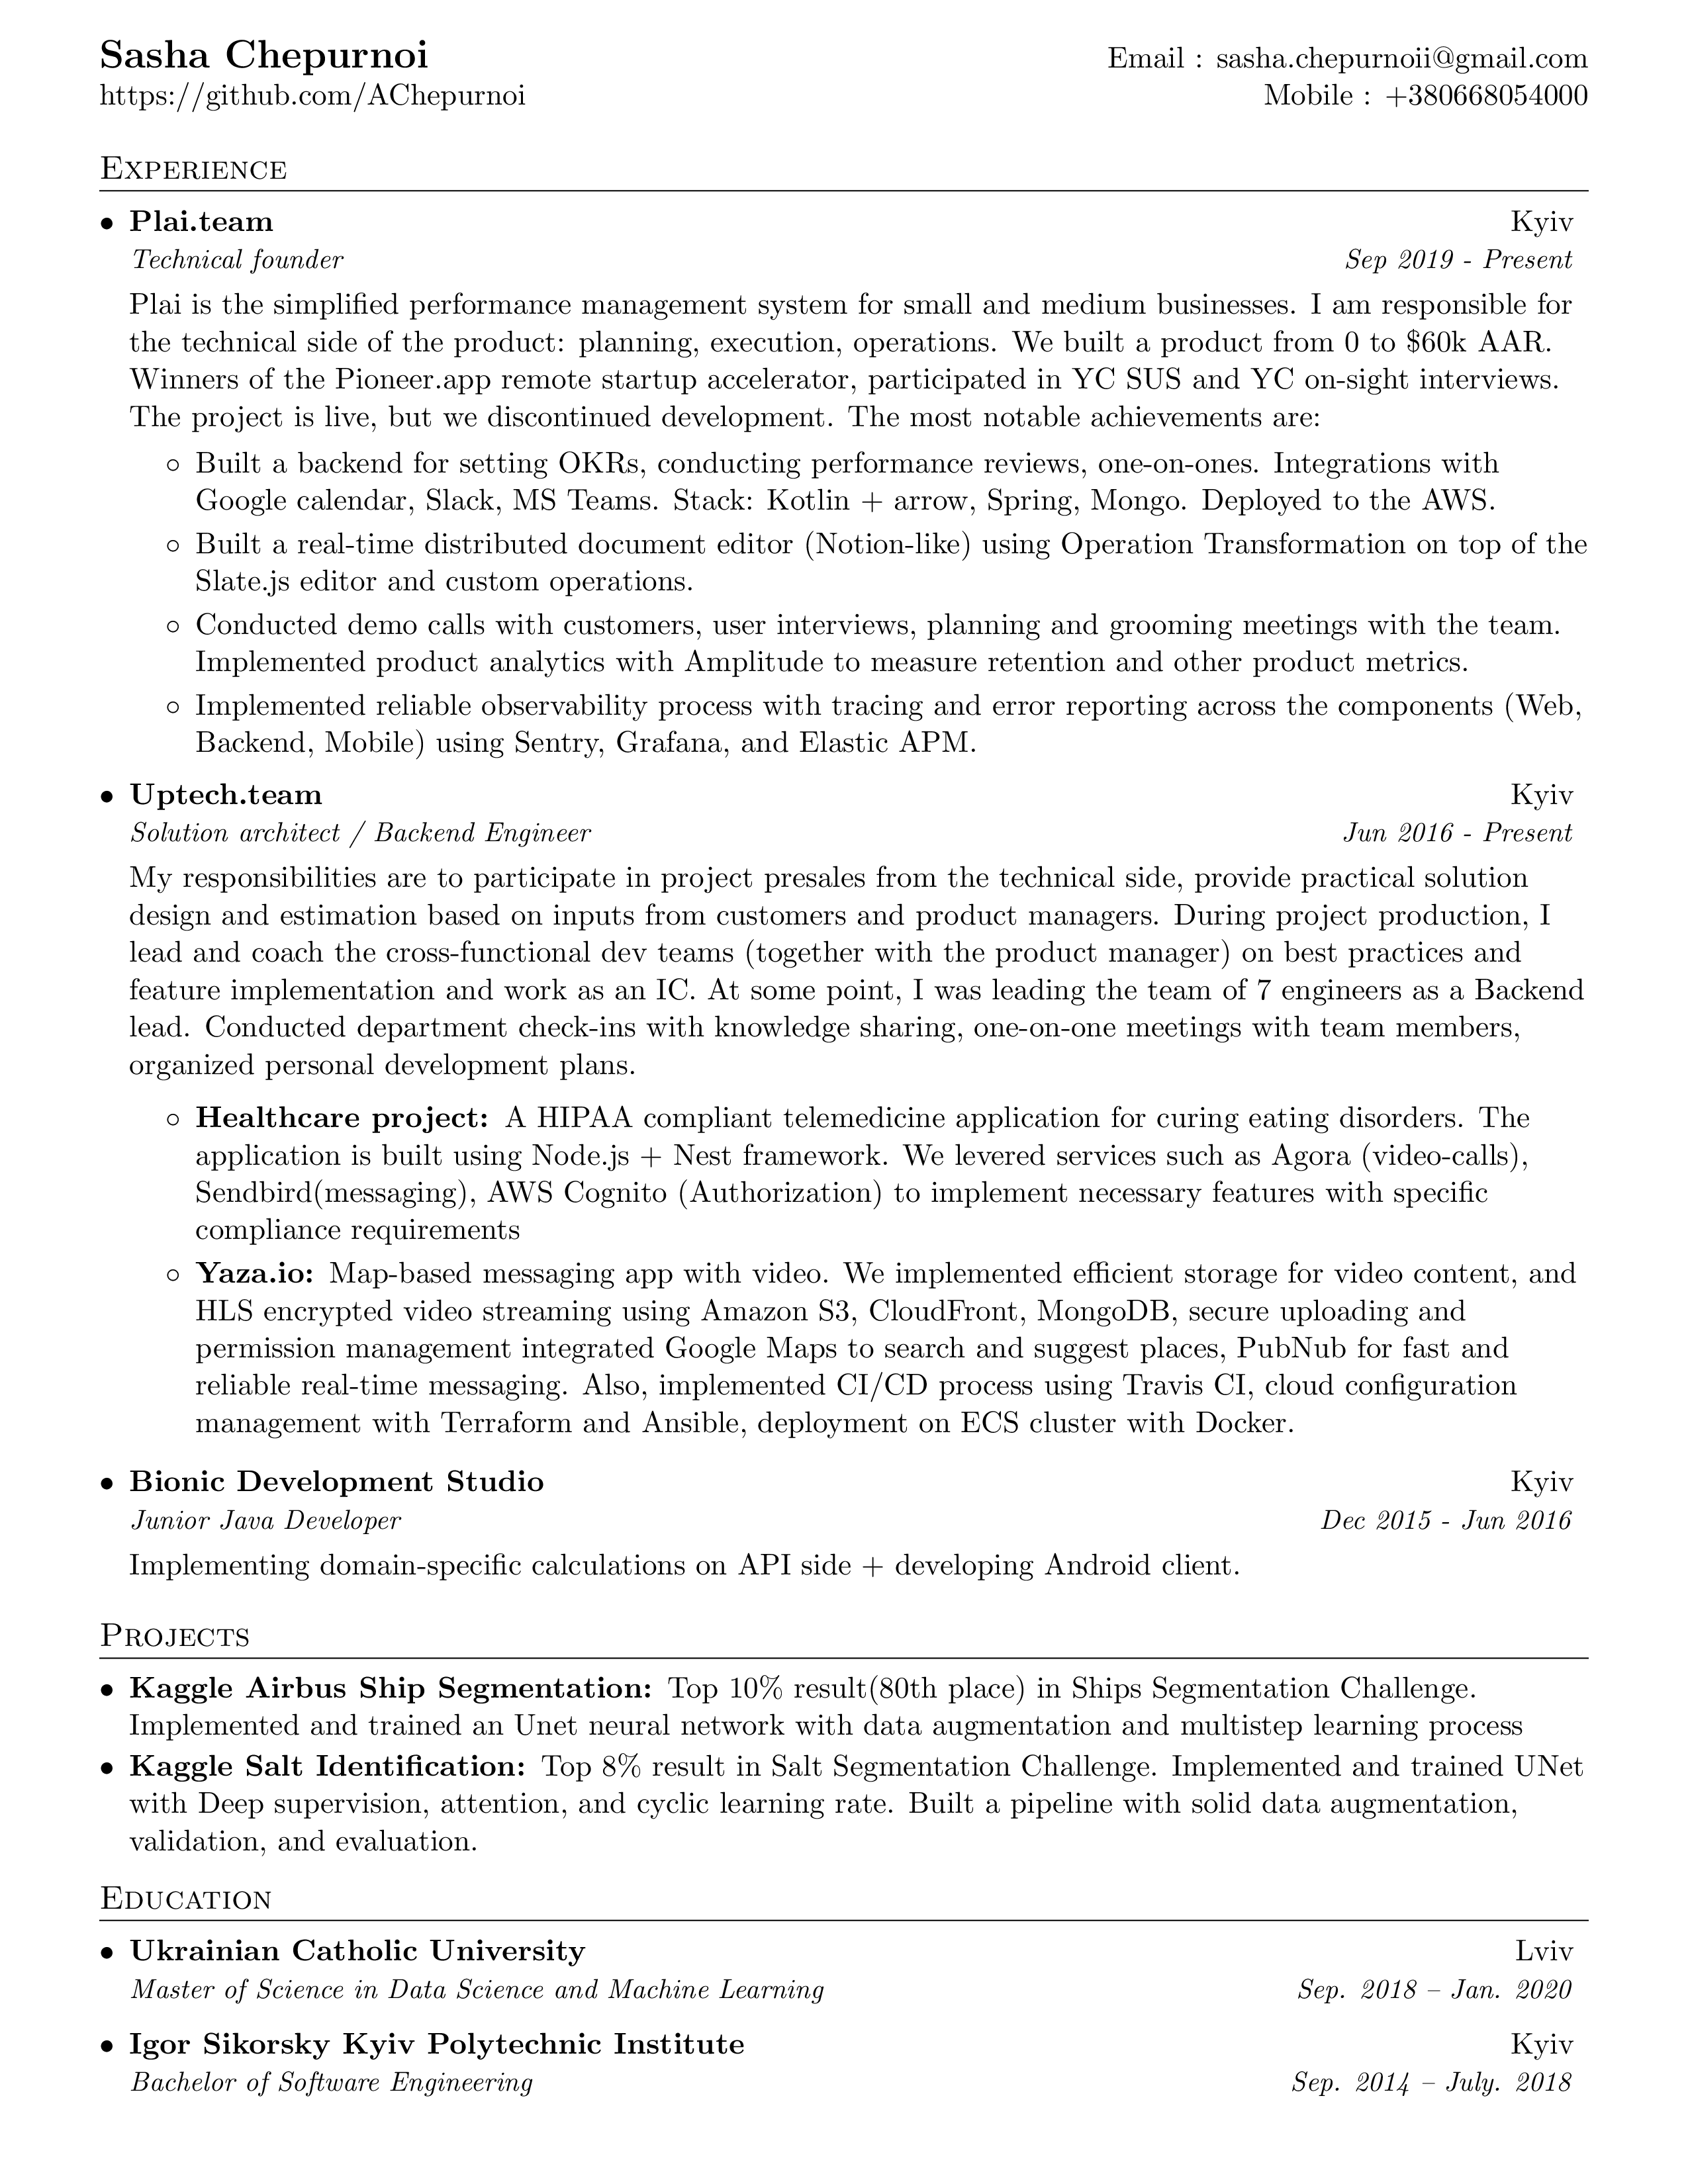 Sasha Chepurnoi
Email : sasha.chepurnoii@gmail.com
https://github.com/AChepurnoi
Mobile : +380668054000
Experience
• Plai.team
Kyiv
Technical founder
Sep 2019 - Present
Plai is the simplified performance management system for small and medium businesses. I am responsible for
the technical side of the product: planning, execution, operations. We built a product from 0 to $60k AAR.
Winners of the Pioneer.app remote startup accelerator, participated in YC SUS and YC on-sight interviews.
The project is live, but we discontinued development. The most notable achievements are:
◦ Built a backend for setting OKRs, conducting performance reviews, one-on-ones. Integrations with
Google calendar, Slack, MS Teams. Stack: Kotlin + arrow, Spring, Mongo. Deployed to the AWS.
◦ Built a real-time distributed document editor (Notion-like) using Operation Transformation on top of the
Slate.js editor and custom operations.
◦ Conducted demo calls with customers, user interviews, planning and grooming meetings with the team.
Implemented product analytics with Amplitude to measure retention and other product metrics.
◦ Implemented reliable observability process with tracing and error reporting across the components (Web,
Backend, Mobile) using Sentry, Grafana, and Elastic APM.
• Uptech.team
Kyiv
Solution architect / Backend Engineer
Jun 2016 - Present
My responsibilities are to participate in project presales from the technical side, provide practical solution
design and estimation based on inputs from customers and product managers. During project production, I
lead and coach the cross-functional dev teams (together with the product manager) on best practices and
feature implementation and work as an IC. At some point, I was leading the team of 7 engineers as a Backend
lead. Conducted department check-ins with knowledge sharing, one-on-one meetings with team members,
organized personal development plans.
◦ Healthcare project: A HIPAA compliant telemedicine application for curing eating disorders. The
application is built using Node.js + Nest framework. We levered services such as Agora (video-calls),
Sendbird(messaging), AWS Cognito (Authorization) to implement necessary features with specific
compliance requirements
◦ Yaza.io: Map-based messaging app with video. We implemented efficient storage for video content, and
HLS encrypted video streaming using Amazon S3, CloudFront, MongoDB, secure uploading and
permission management integrated Google Maps to search and suggest places, PubNub for fast and
reliable real-time messaging. Also, implemented CI/CD process using Travis CI, cloud configuration
management with Terraform and Ansible, deployment on ECS cluster with Docker.
• Bionic Development Studio
Kyiv
Junior Java Developer
Dec 2015 - Jun 2016
Implementing domain-specific calculations on API side + developing Android client.
Projects
• Kaggle Airbus Ship Segmentation: Top 10% result(80th place) in Ships Segmentation Challenge.
Implemented and trained an Unet neural network with data augmentation and multistep learning process
• Kaggle Salt Identification: Top 8% result in Salt Segmentation Challenge. Implemented and trained UNet
with Deep supervision, attention, and cyclic learning rate. Built a pipeline with solid data augmentation,
validation, and evaluation.
Education
• Ukrainian Catholic University
Lviv
Master of Science in Data Science and Machine Learning
Sep. 2018 – Jan. 2020
• Igor Sikorsky Kyiv Polytechnic Institute
Kyiv
Bachelor of Software Engineering
Sep. 2014 – July. 2018